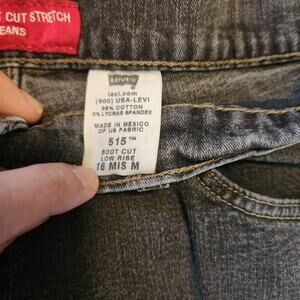 T CUT STRETCH
EANS
Levi's
levi.com
(800) USA-LEVI
98% COTTON
2% LYCRA® SPANDEX
MADE IN MEXICO
OF US FABRIC
515™
BOOT CUT
LOW RISE
16 MIS M